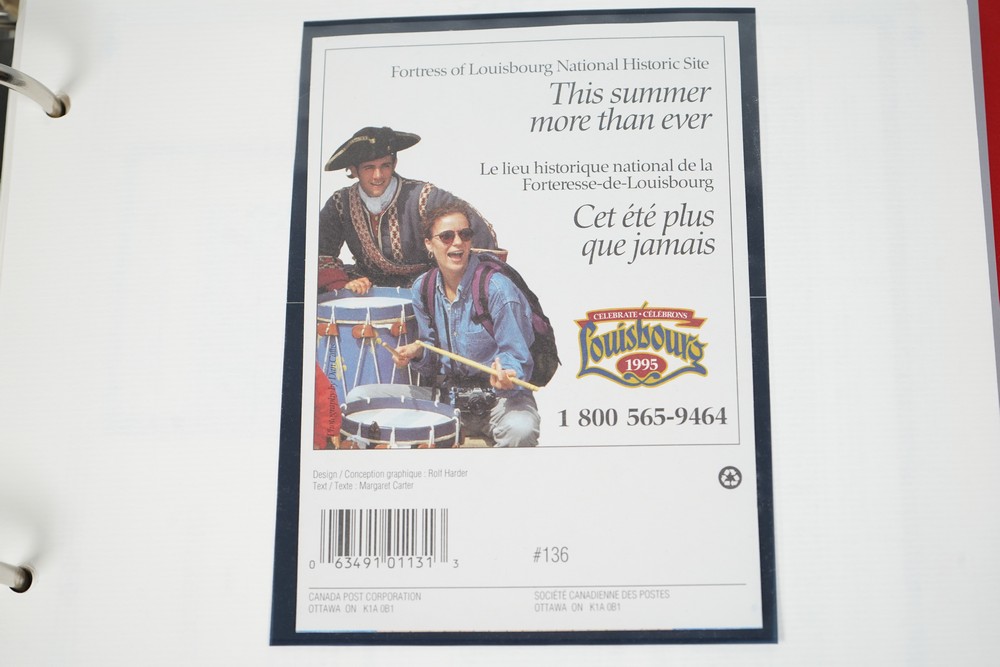 Fortress of Louisbourg National Historic Site
This summer
more than ever
Le lieu historique national de la
Forteresse-de-Louisbourg
Cet été plus
que jamais
CELEBRATE • CÉLÉBRONS
Louisbourg
1995
1 800 565-9464
Design / Conception graphique : Rolf Harder
Text / Texte : Margaret Carter
0 63491 01131 3
#136
CANADA POST CORPORATION
OTTAWA ON K1A 0B1
SOCIÉTÉ CANADIENNE DES POSTES
OTTAWA ON K1A 0B1